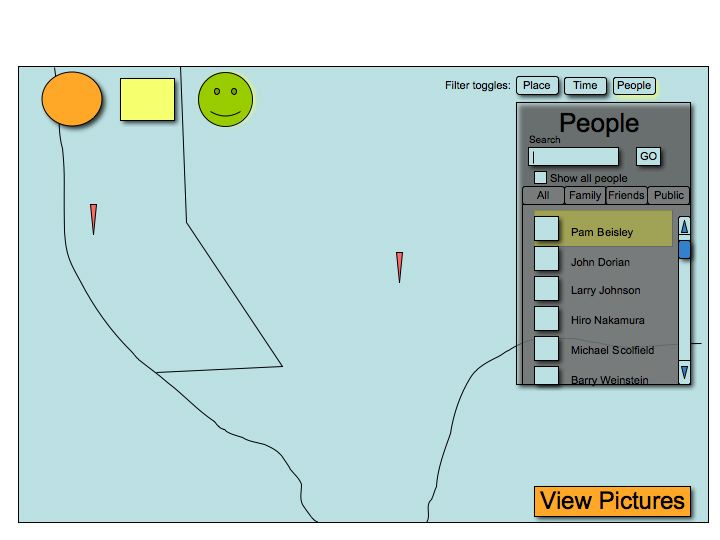 Filter toggles: Place Time People
People
Search
GO
Show all people
All Family Friends Public
Pam Beisley
John Dorian
Larry Johnson
Hiro Nakamura
Michael Scolfield
Barry Weinstein
View Pictures